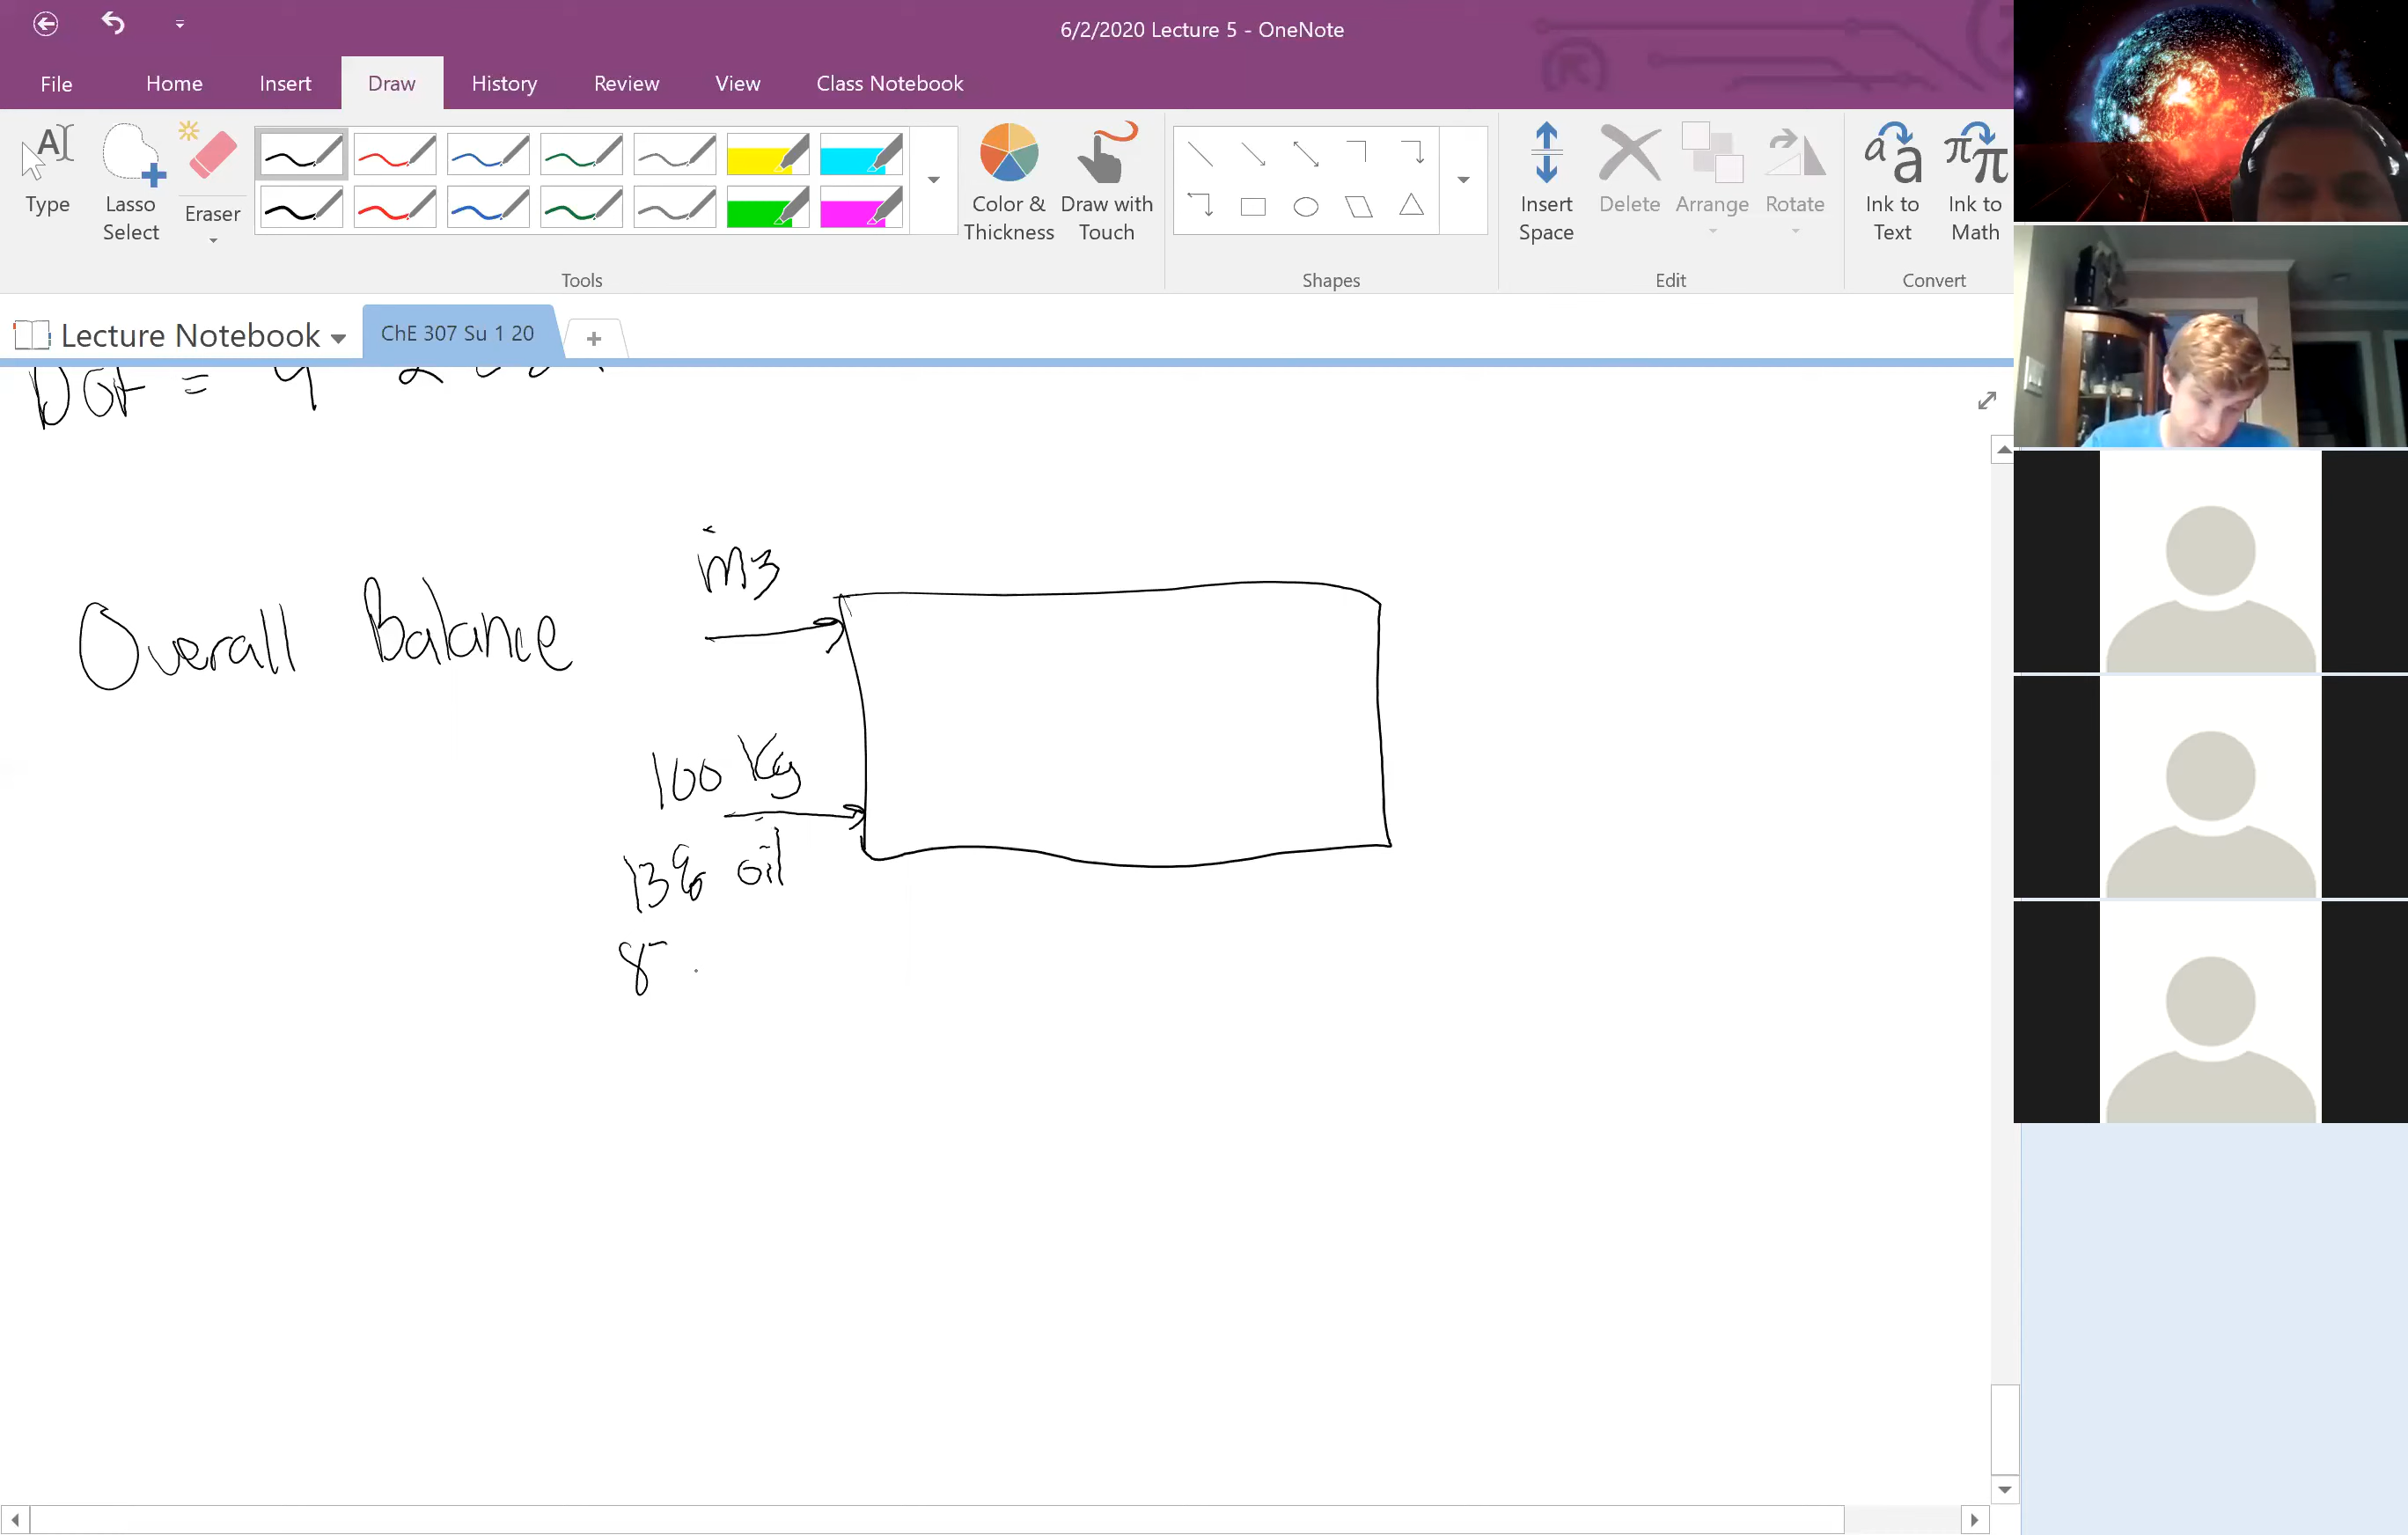 6/2/2020 Lecture 5 - OneNote
File Home Insert Draw History Review View Class Notebook
Type
Lasso Select
Eraser
Color & Thickness
Draw with Touch
Insert Space
Delete
Arrange
Rotate
Ink to Text
Ink to Math
Tools Shapes Edit Convert
Lecture Notebook ChE 307 Su 1 20 +
DOF =
ṁ3
Overall Balance
100 Kg
13% oil
8